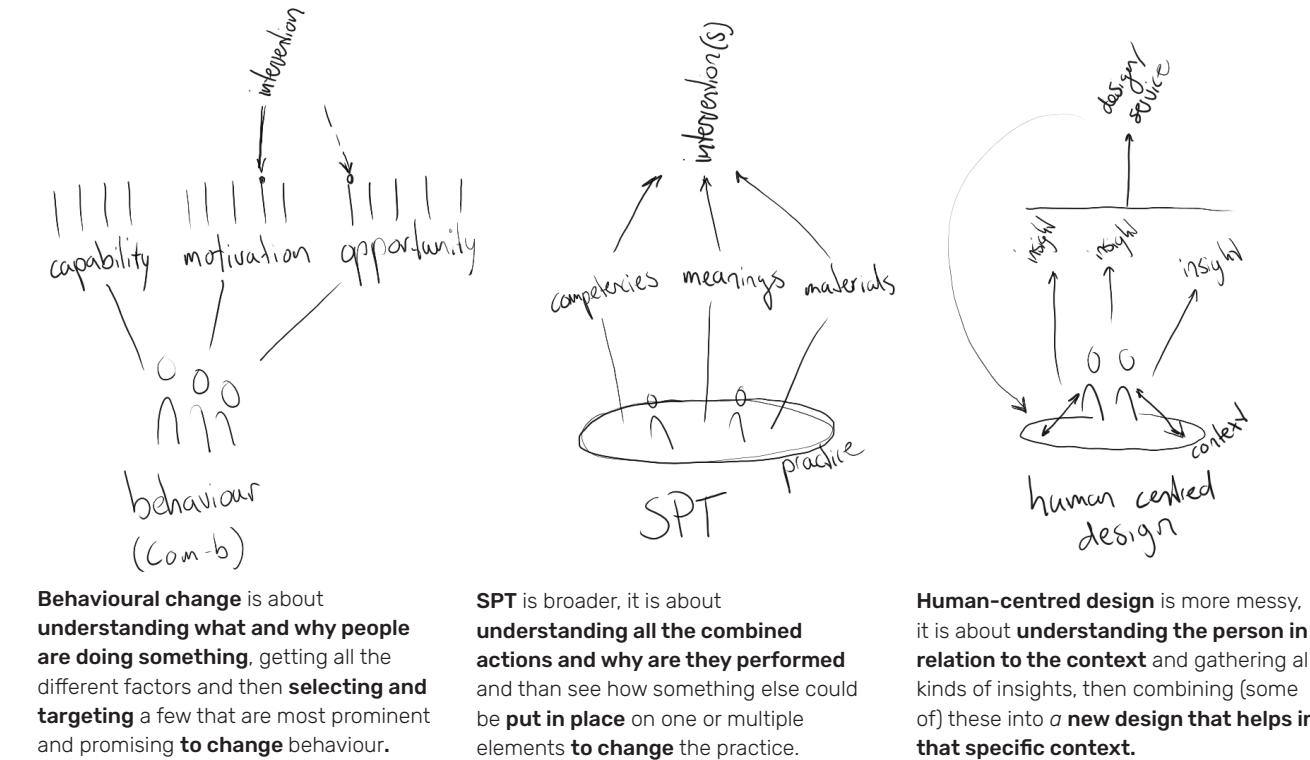 intervention
capability motivation opportunity
behaviour
(Com-b)
Behavioural change is about
understanding what and why people
are doing something, getting all the
different factors and then selecting and
targeting a few that are most prominent
and promising to change behaviour.
intervention(s)
competencies meanings materials
practice
SPT
SPT is broader, it is about
understanding all the combined
actions and why are they performed
and than see how something else could
be put in place on one or multiple
elements to change the practice.
design/
service
insight insight insight
context
human centred
design
Human-centred design is more messy,
it is about understanding the person in
relation to the context and gathering al
kinds of insights, then combining (some
of) these into a new design that helps in
that specific context.